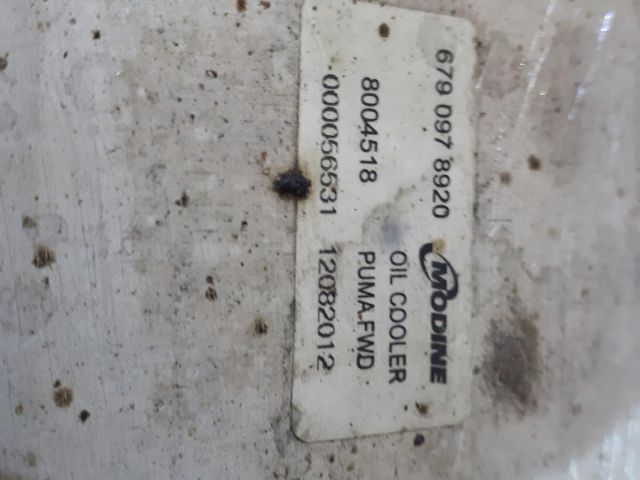 679 097 8920 MODINE
OIL COOLER
8004518 PUMA.FWD
000056531 12082012